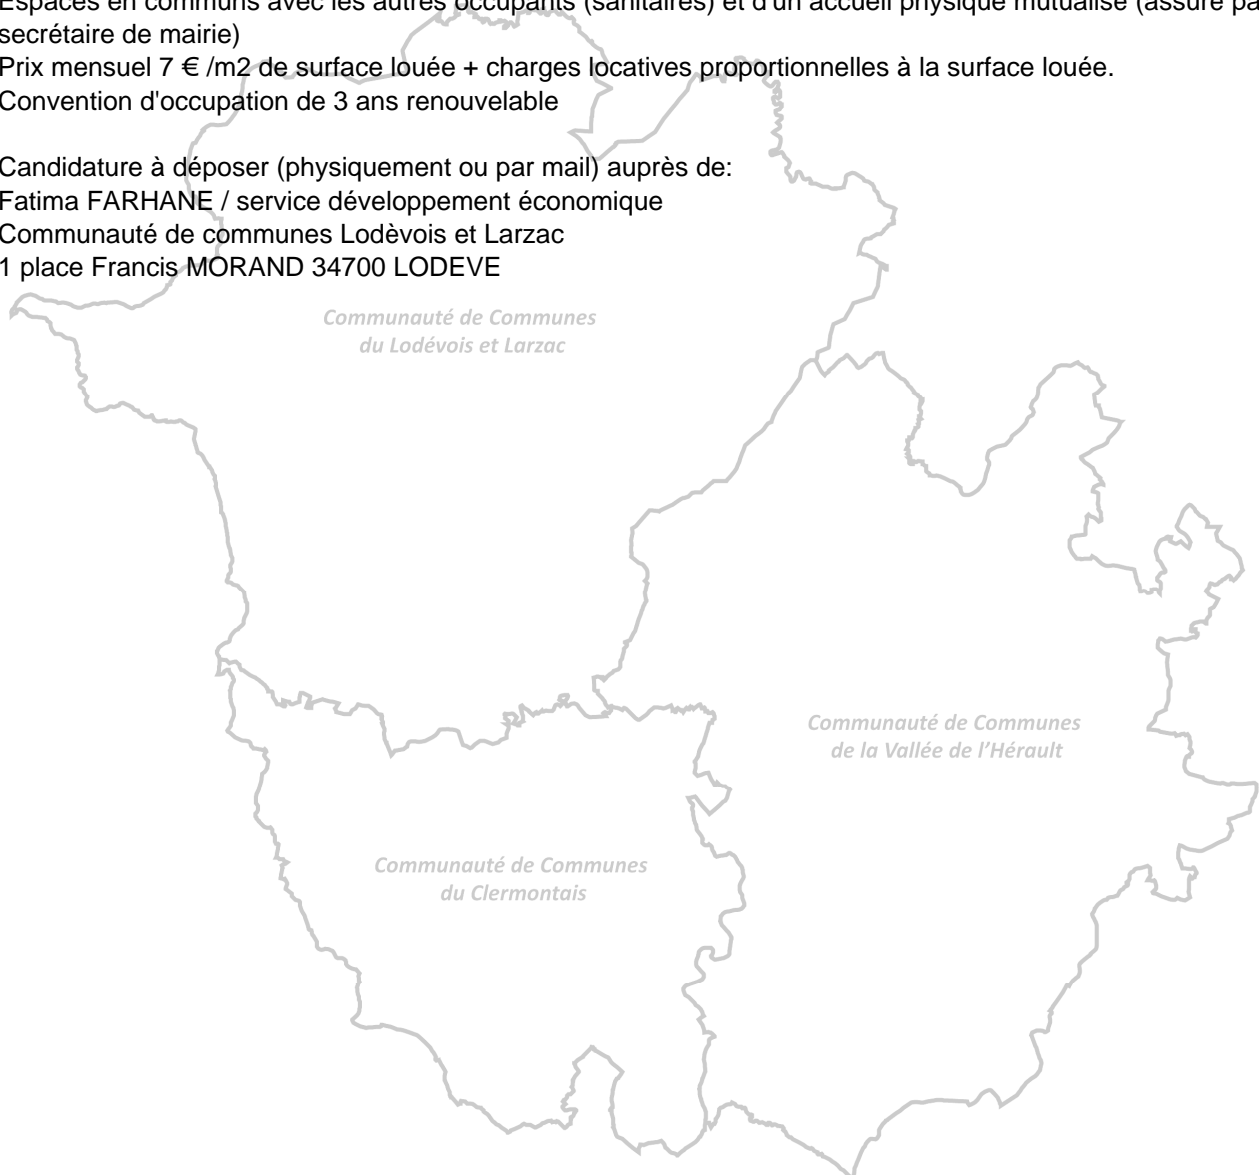 Espaces en communs avec les autres occupants (sanitaires) et d'un accueil physique mutualisé (assuré
secrétaire de mairie)
Prix mensuel 7 € /m2 de surface louée + charges locatives proportionnelles à la surface louée.
Convention d'occupation de 3 ans renouvelable
Candidature à déposer (physiquement ou par mail) auprès de:
Fatima FARHANE / service développement économique
Communauté de communes Lodèvois et Larzac
1 place Francis MORAND 34700 LODEVE
Communauté de Communes
du Lodévois et Larzac
Communauté de Communes
de la Vallée de l'Hérault
Communauté de Communes
du Clermontais